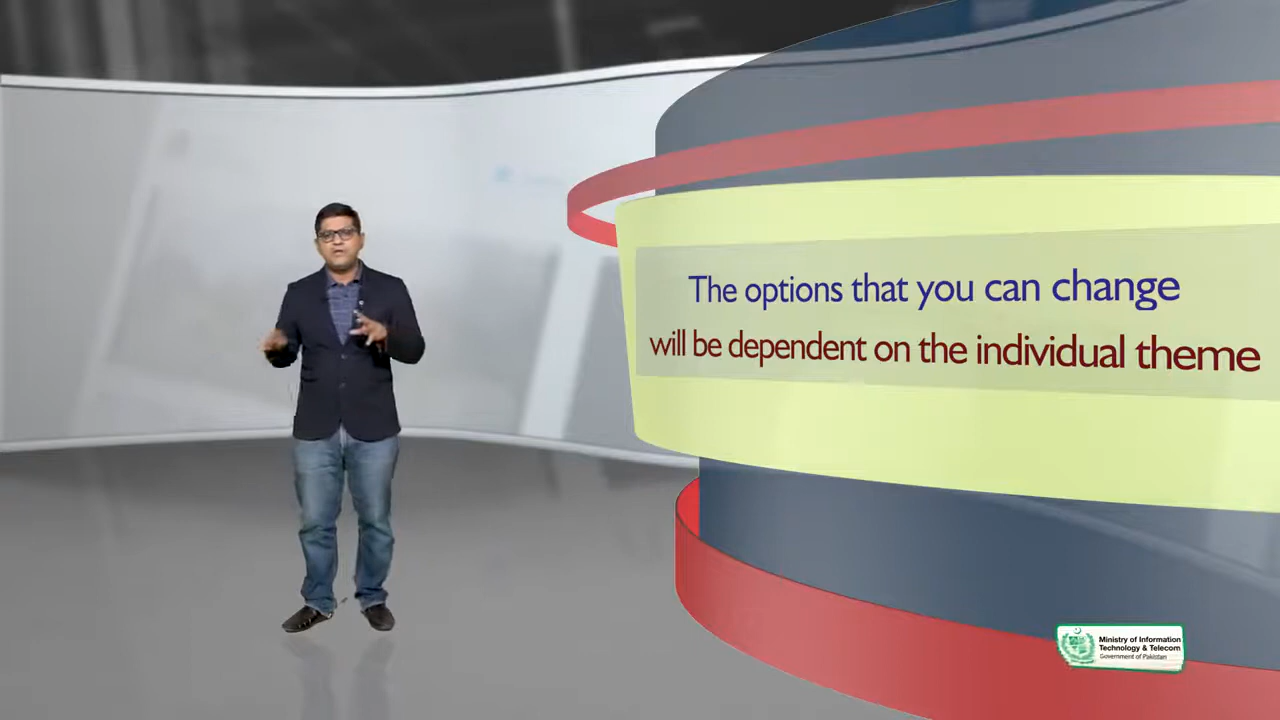 The options that you can change
will be dependent on the individual theme
Ministry of Information
Technology & Telecom
Government of Pakistan